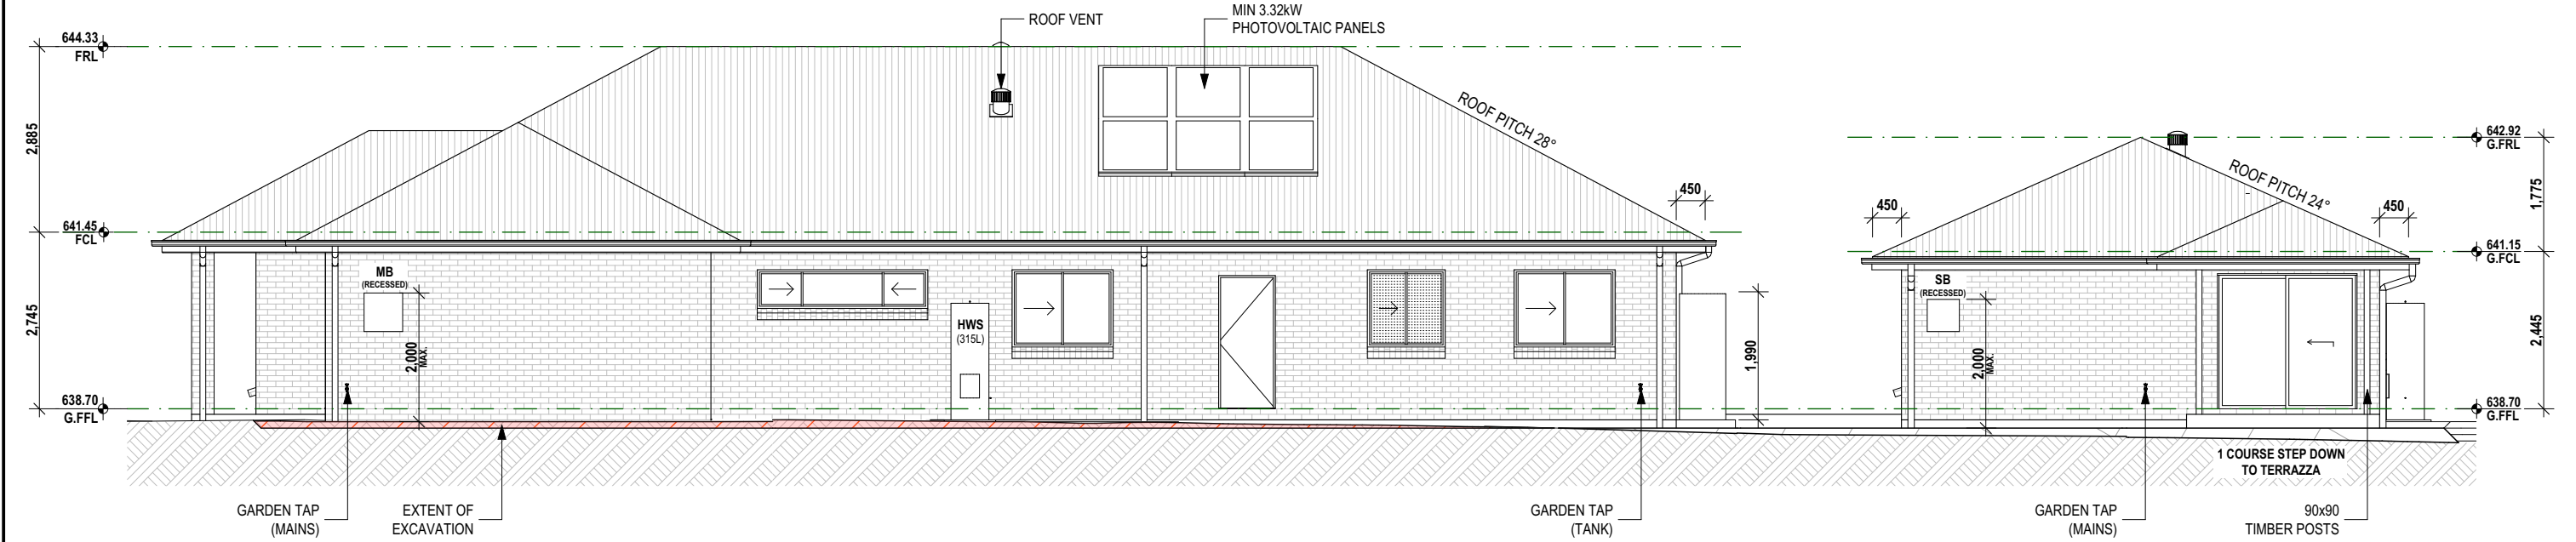 644.33
FRL
2,885
641.45
FCL
2,745
638.70
G.FFL
ROOF VENT
MIN 3.32kW
PHOTOVOLTAIC PANELS
ROOF PITCH 28°
450
MB
(RECESSED)
2,000
MAX.
HWS
(315L)
1,990
GARDEN TAP
(MAINS)
EXTENT OF
EXCAVATION
GARDEN TAP
(TANK)
450
ROOF PITCH 24°
450
SB
(RECESSED)
2,000
MAX.
1 COURSE STEP DOWN
TO TERRAZZA
GARDEN TAP
(MAINS)
90x90
TIMBER POSTS
642.92
G.FRL
1,775
641.15
G.FCL
2,445
638.70
G.FFL